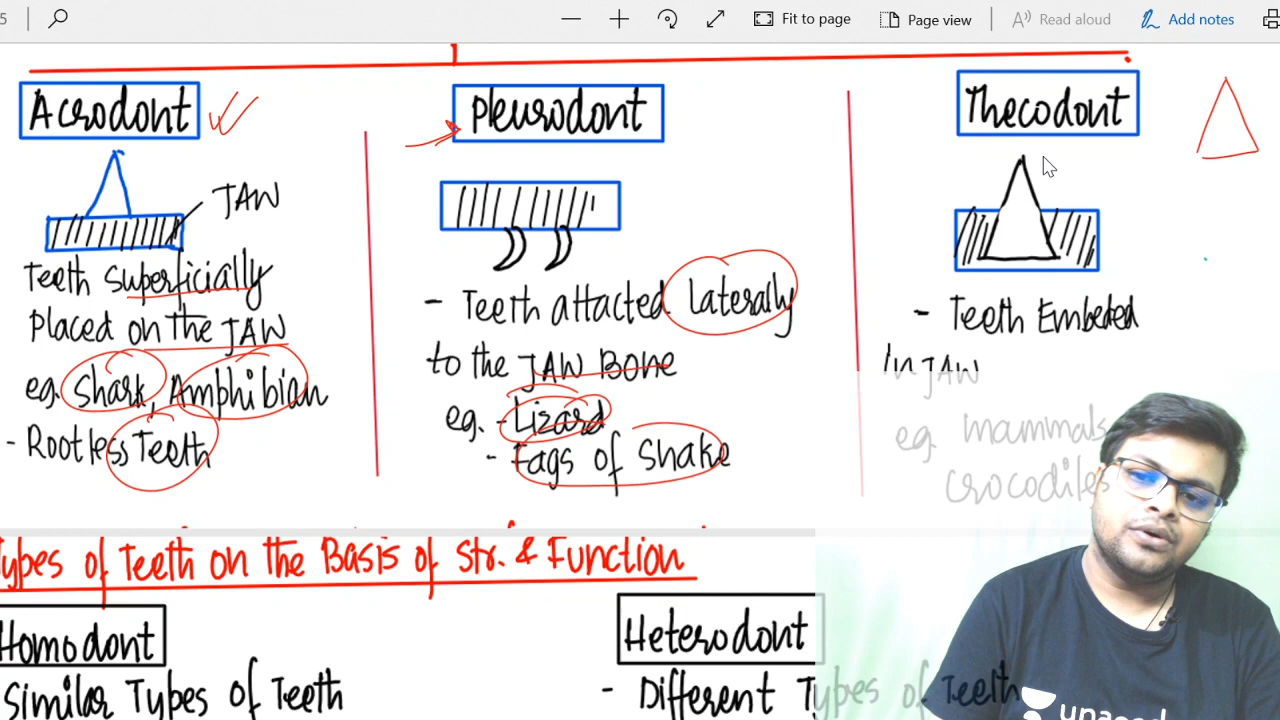 5
Fit to page
Page view
Read aloud
Add notes
Acrodont
JAW
Teeth superficially
Placed on the JAW
eg. Shark, Amphibian
- Rootless Teeth
Pleurodont
- Teeth attacted Laterally
to the JAW Bone
eg. - Lizard
- Fags of Snake
Thecodont
- Teeth Embeded
In JAW
eg. mammals
crocodiles
Types of Teeth on the Basis of Str. & Function
Homodont
Similar Types of Teeth
Heterodont
- Different Types of Teeth